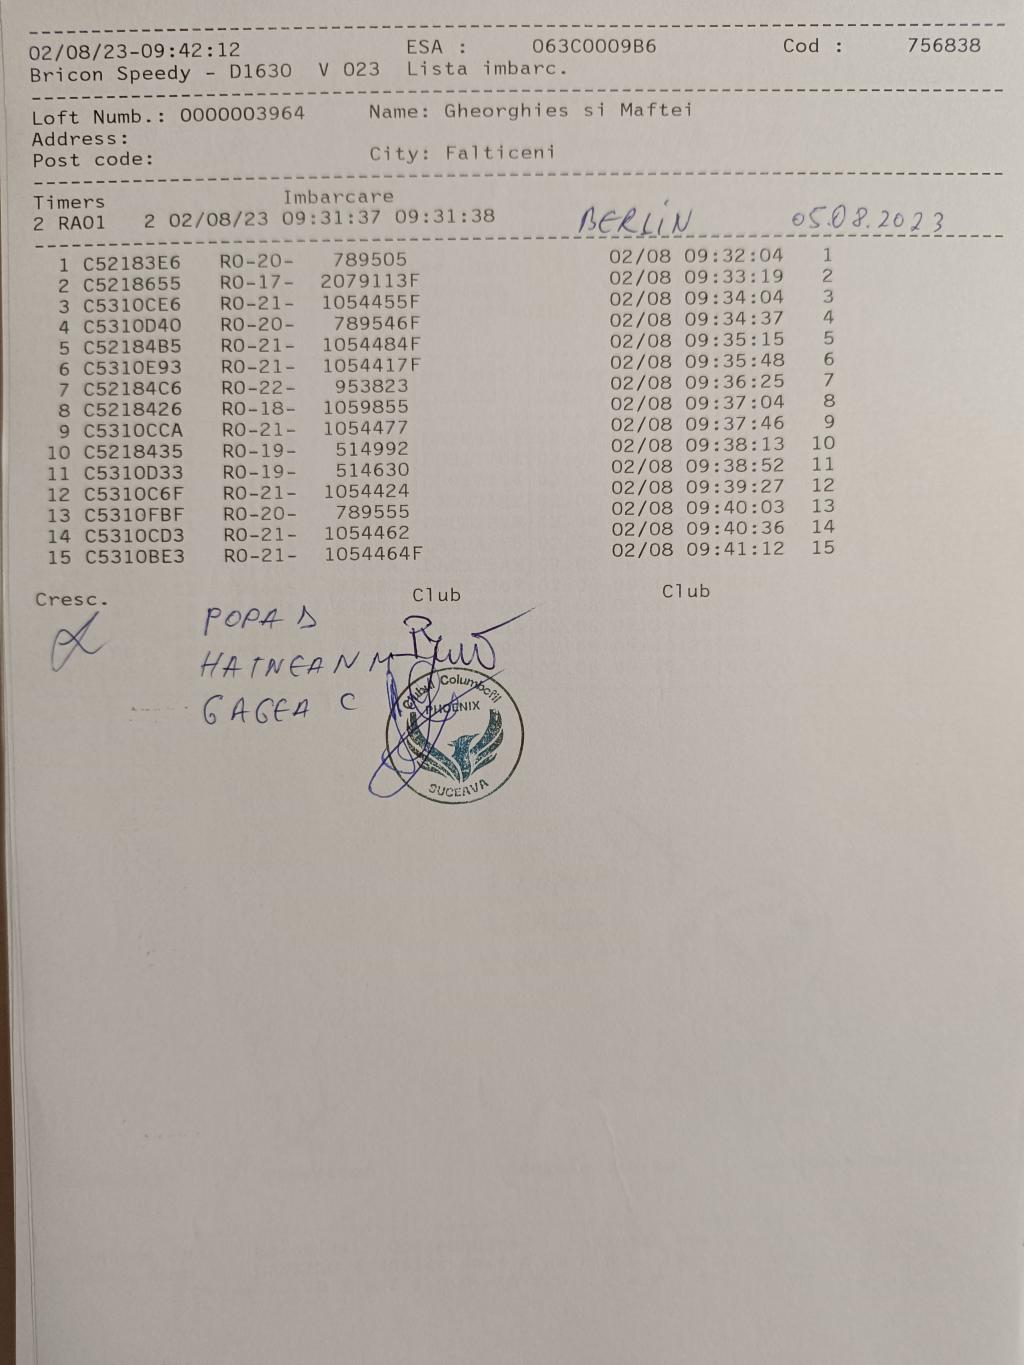 02/08/23-09:42:12 ESA : 063C0009B6 Cod : 756838
Bricon Speedy - D1630 V 023 Lista imbarc.
Loft Numb.: 0000003964 Name: Gheorghies si Maftei
Address:
Post code: City: Falticeni
Timers Imbarcare
2 RA01 2 02/08/23 09:31:37 09:31:38 BERLIN 05.08.2023
1 C52183E6 RO-20- 789505 02/08 09:32:04 1
2 C5218655 RO-17- 2079113F 02/08 09:33:19 2
3 C5310CE6 RO-21- 1054455F 02/08 09:34:04 3
4 C5310D40 RO-20- 789546F 02/08 09:34:37 4
5 C52184B5 RO-21- 1054484F 02/08 09:35:15 5
6 C5310E93 RO-21- 1054417F 02/08 09:35:48 6
7 C52184C6 RO-22- 953823 02/08 09:36:25 7
8 C5218426 RO-18- 1059855 02/08 09:37:04 8
9 C5310CCA RO-21- 1054477 02/08 09:37:46 9
10 C5218435 RO-19- 514992 02/08 09:38:13 10
11 C5310D33 RO-19- 514630 02/08 09:38:52 11
12 C5310C6F RO-21- 1054424 02/08 09:39:27 12
13 C5310FBF RO-20- 789555 02/08 09:40:03 13
14 C5310CD3 RO-21- 1054462 02/08 09:40:36 14
15 C5310BE3 RO-21- 1054464F 02/08 09:41:12 15
Cresc. Club Club
POPA D
HATNEAN M
GAGEA C
Clubul Columbofil
PHOENIX
SUCEAVA